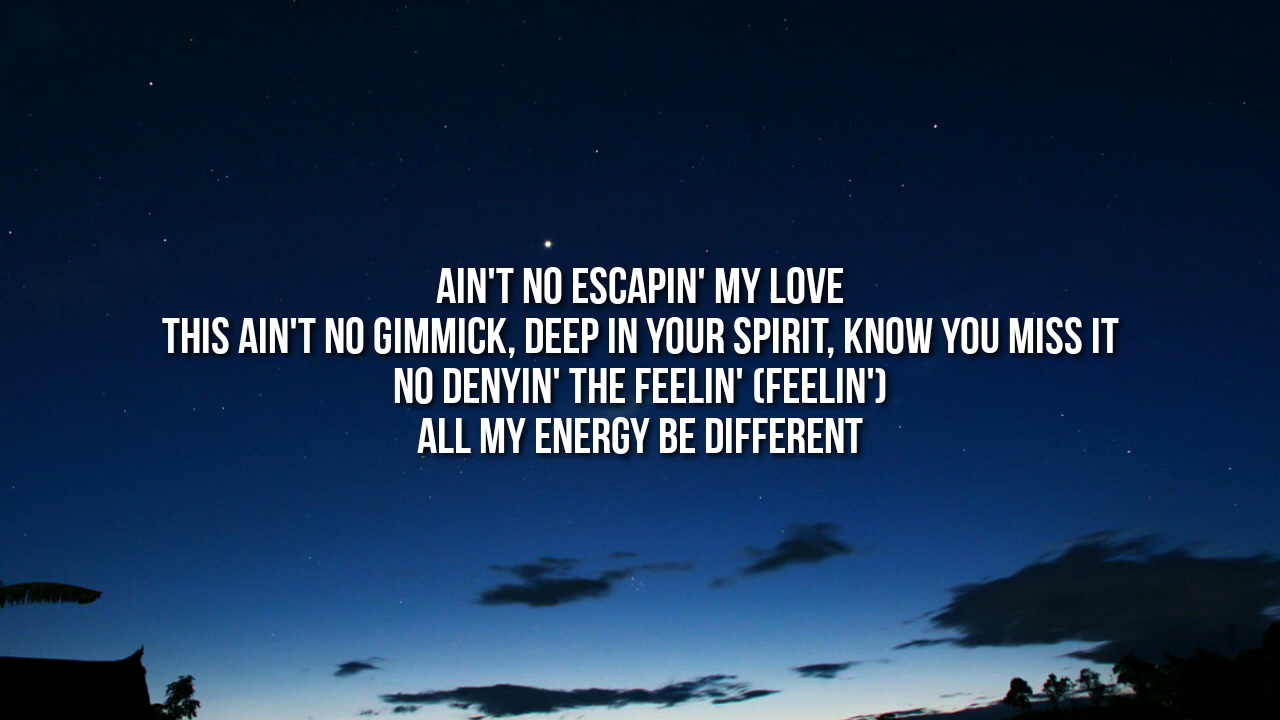 AIN'T NO ESCAPIN' MY LOVE
THIS AIN'T NO GIMMICK, DEEP IN YOUR SPIRIT, KNOW YOU MISS IT
NO DENYIN' THE FEELIN' (FEELIN')
ALL MY ENERGY BE DIFFERENT